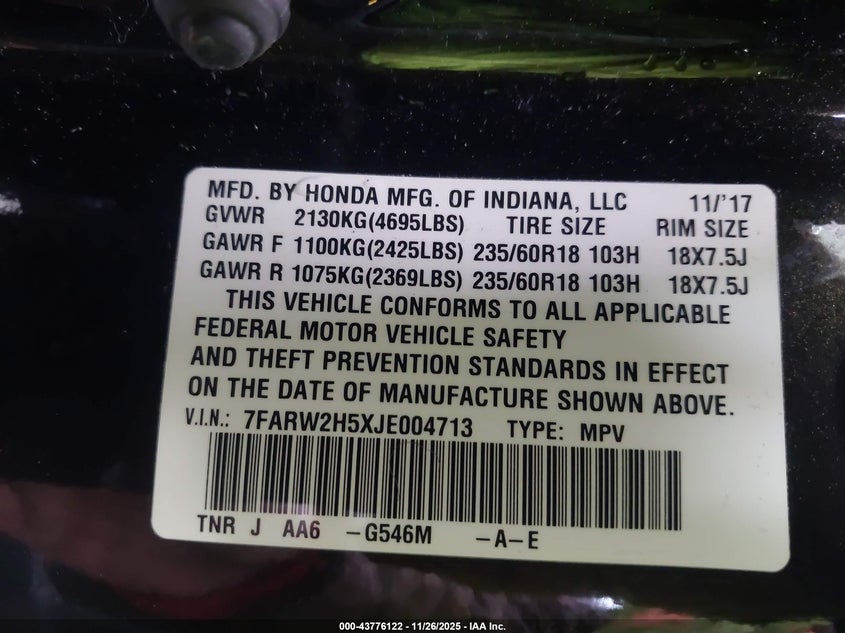 MFD. BY HONDA MFG. OF INDIANA, LLC 11/'17
GVWR 2130KG(4695LBS) TIRE SIZE RIM SIZE
GAWR F 1100KG(2425LBS) 235/60R18 103H 18X7.5J
GAWR R 1075KG(2369LBS) 235/60R18 103H 18X7.5J
THIS VEHICLE CONFORMS TO ALL APPLICABLE
FEDERAL MOTOR VEHICLE SAFETY
AND THEFT PREVENTION STANDARDS IN EFFECT
ON THE DATE OF MANUFACTURE SHOWN ABOVE.
V.I.N.: 7FARW2H5XJE004713 TYPE: MPV
TNR J AA6 -G546M -A-E
000-43776122 - 11/26/2025 - IAA Inc.